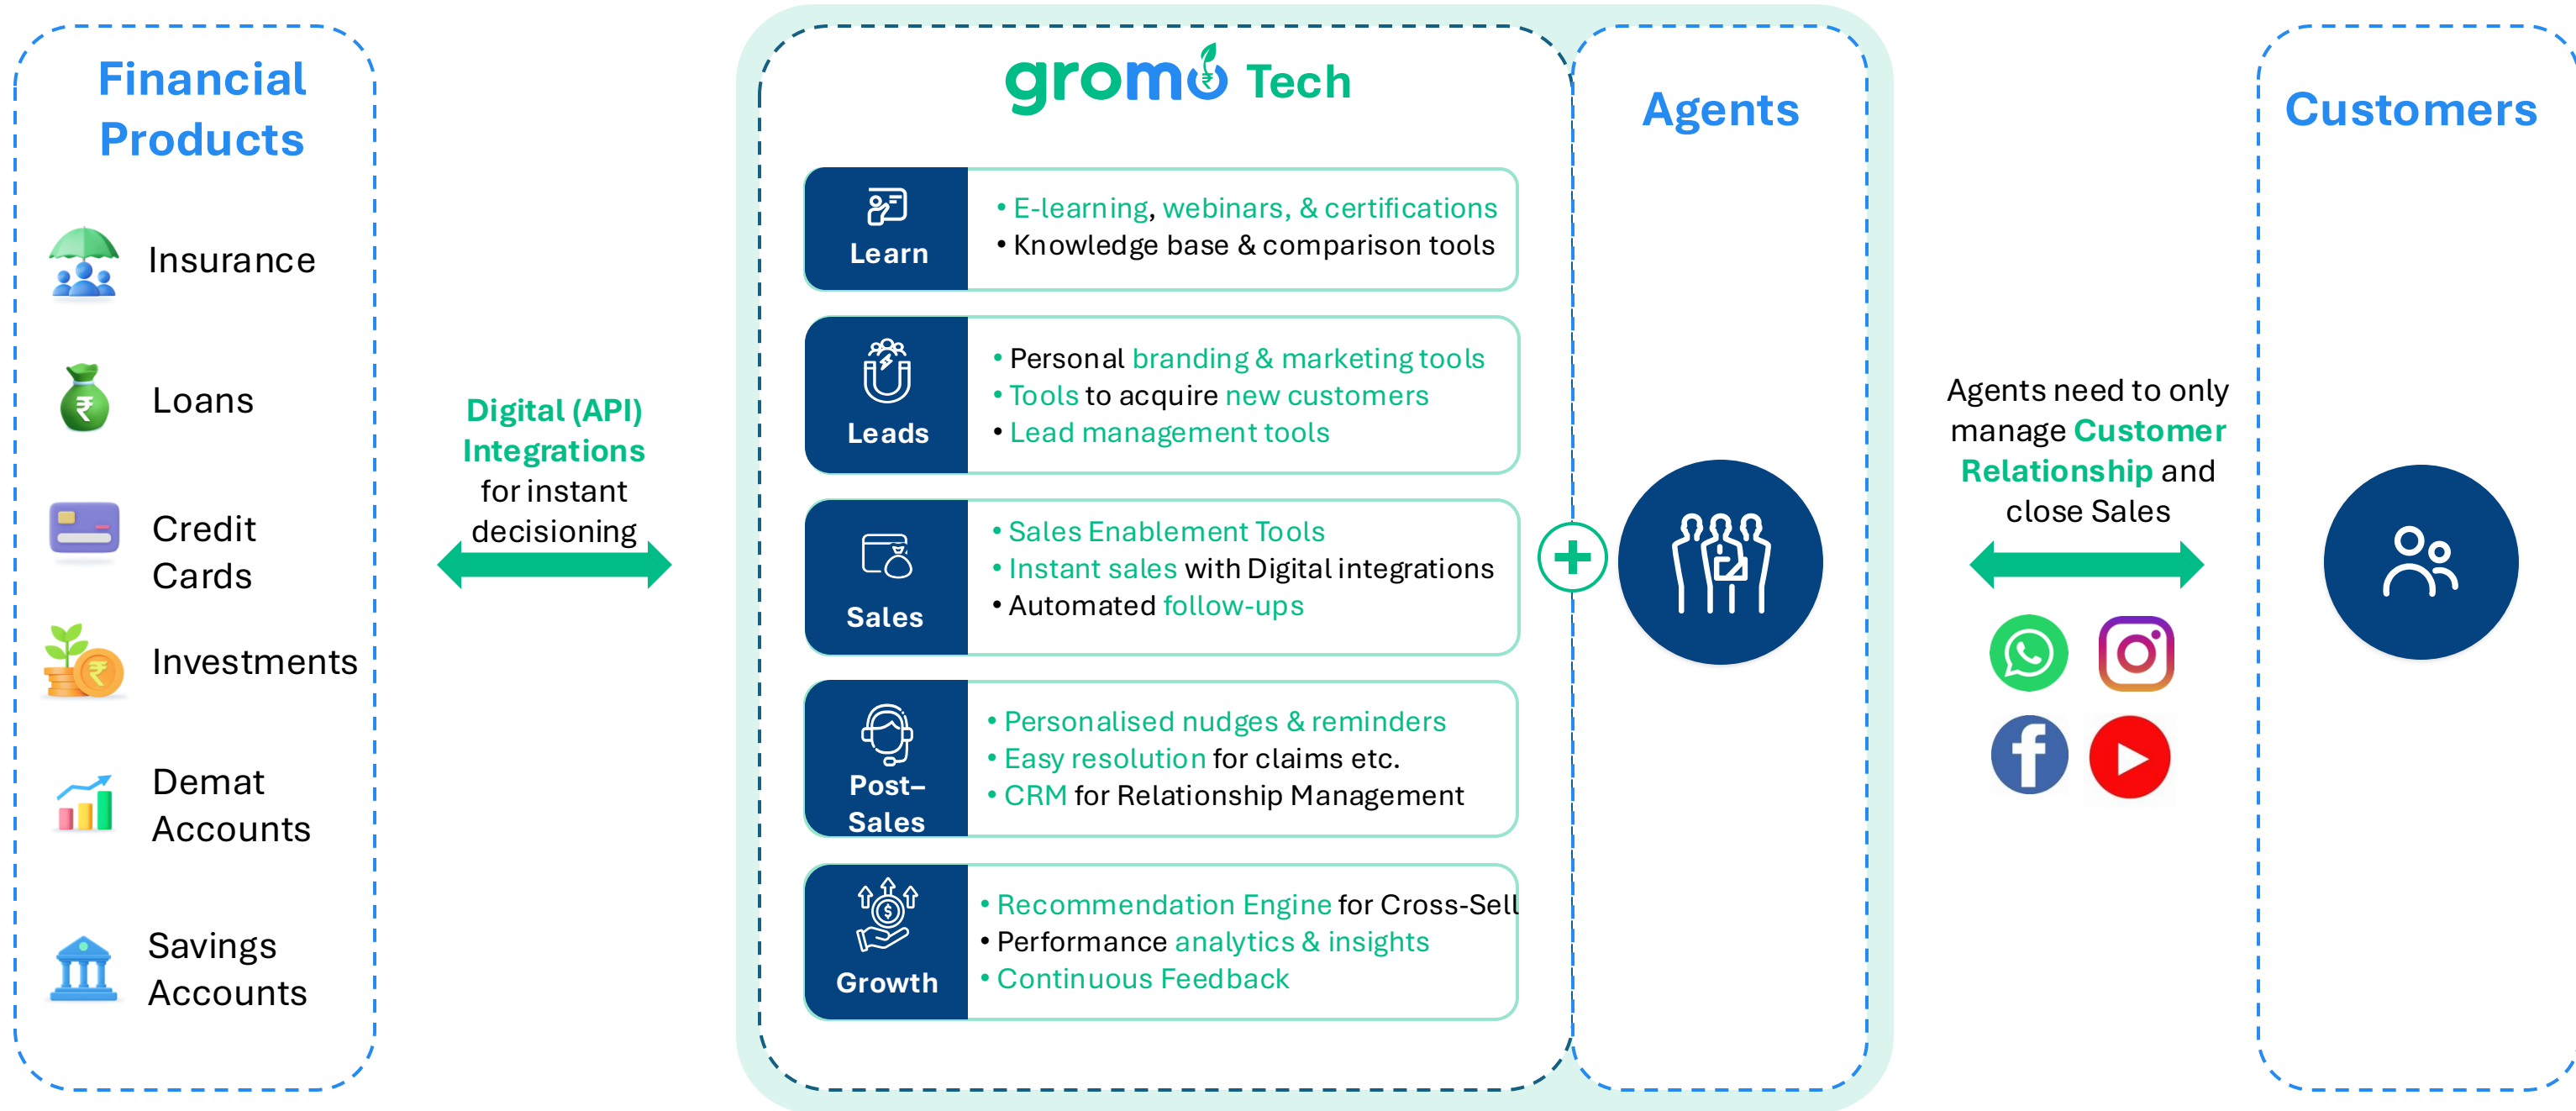 Financial
Products
Insurance
Loans
Credit
Cards
Investments
Demat
Accounts
Savings
Accounts
Digital (API)
Integrations
for instant
decisioning
gromo Tech
Learn
• E-learning, webinars, & certifications
• Knowledge base & comparison tools
Leads
• Personal branding & marketing tools
• Tools to acquire new customers
• Lead management tools
Sales
• Sales Enablement Tools
• Instant sales with Digital integrations
• Automated follow-ups
Post–
Sales
• Personalised nudges & reminders
• Easy resolution for claims etc.
• CRM for Relationship Management
Growth
• Recommendation Engine for Cross-Sell
• Performance analytics & insights
• Continuous Feedback
Agents
Agents need to only
manage Customer
Relationship and
close Sales
Customers